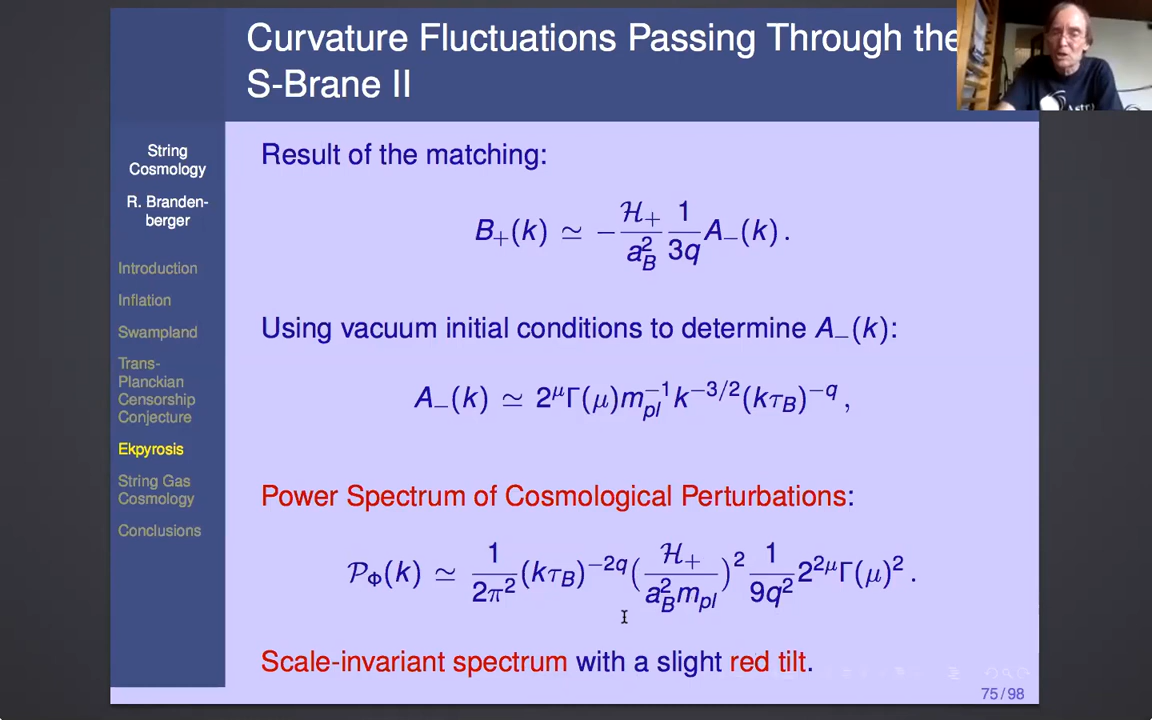 Curvature Fluctuations Passing Through the
S-Brane II
String
Cosmology
R. Branden-
berger
Introduction
Inflation
Swampland
Trans-
Planckian
Censorship
Conjecture
Ekpyrosis
String Gas
Cosmology
Conclusions
Result of the matching:
B₊(k) ≃ −(ℋ₊/a_B²)(1/3q)A₋(k).
Using vacuum initial conditions to determine A₋(k):
A₋(k) ≃ 2^μ Γ(μ)m_pl^{−1} k^{−3/2}(kτ_B)^{−q},
Power Spectrum of Cosmological Perturbations:
𝒫_Φ(k) ≃ (1/2π²)(kτ_B)^{−2q}(ℋ₊/(a_B² m_pl))² (1/9q²) 2^{2μ}Γ(μ)².
Scale-invariant spectrum with a slight red tilt.
75/98